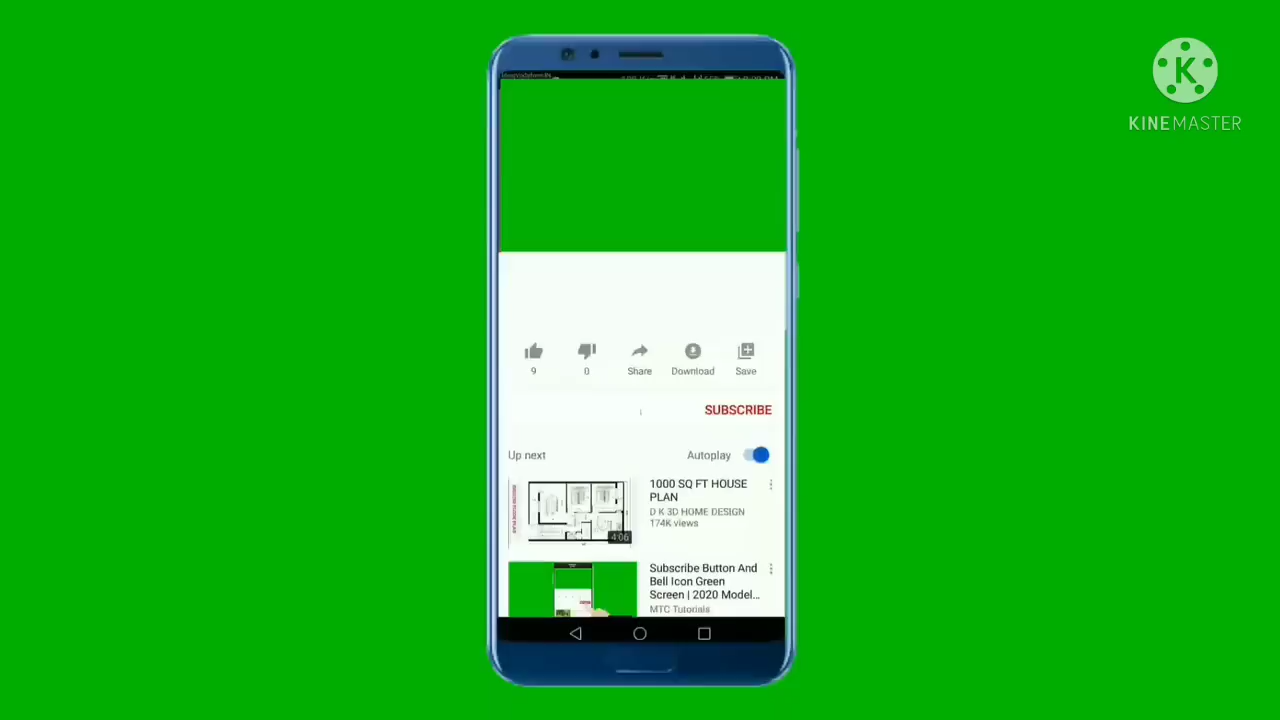 KINEMASTER
9
0
Share
Download
Save
SUBSCRIBE
Up next
Autoplay
1000 SQ FT HOUSE
PLAN
D K 3D HOME DESIGN
174K views
4:06
Subscribe Button And
Bell Icon Green
Screen | 2020 Model...
MTC Tutorials